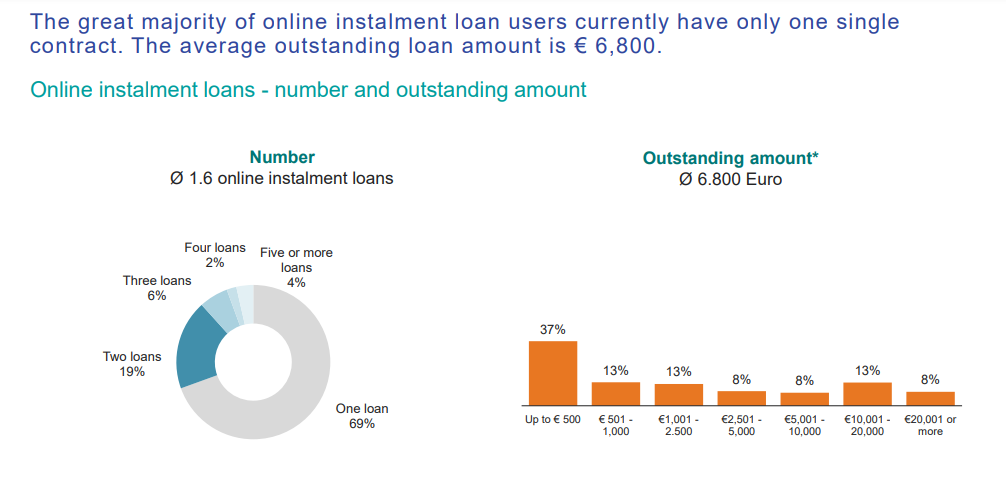 The great majority of online instalment loan users currently have only one single
contract. The average outstanding loan amount is € 6,800.
Online instalment loans - number and outstanding amount
Number
Ø 1.6 online instalment loans
Four loans
2%
Five or more
loans
4%
Three loans
6%
Two loans
19%
One loan
69%
Outstanding amount*
Ø 6.800 Euro
37%
13%
13%
8%
8%
13%
8%
Up to € 500
€ 501 -
1,000
€1,001 -
2.500
€2,501 -
5,000
€5,001 -
10,000
€10,001 -
20,000
€20,001 or
more